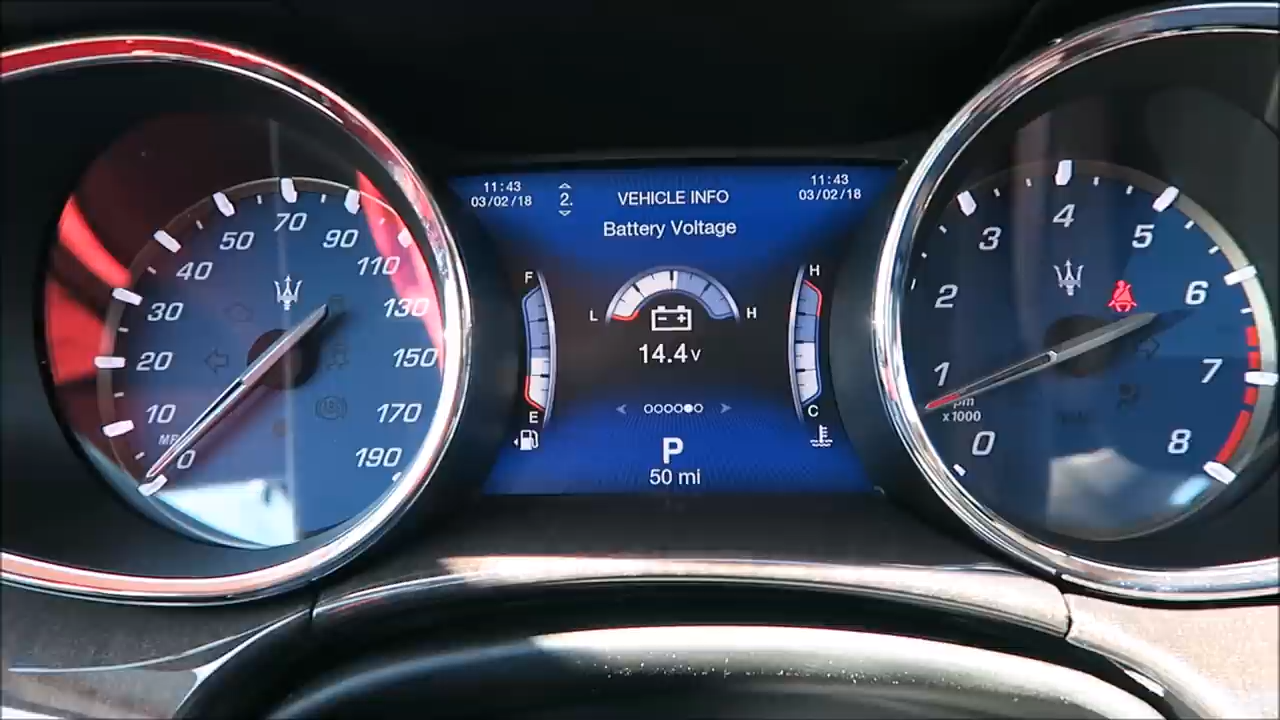 70
50
90
40
110
30
130
20
150
10
170
0
190
11:43
03/02/18
2.
VEHICLE INFO
Battery Voltage
11:43
03/02/18
F
E
L
H
14.4v
H
C
P
50 mi
4
3
5
2
6
1
7
x1000
0
8